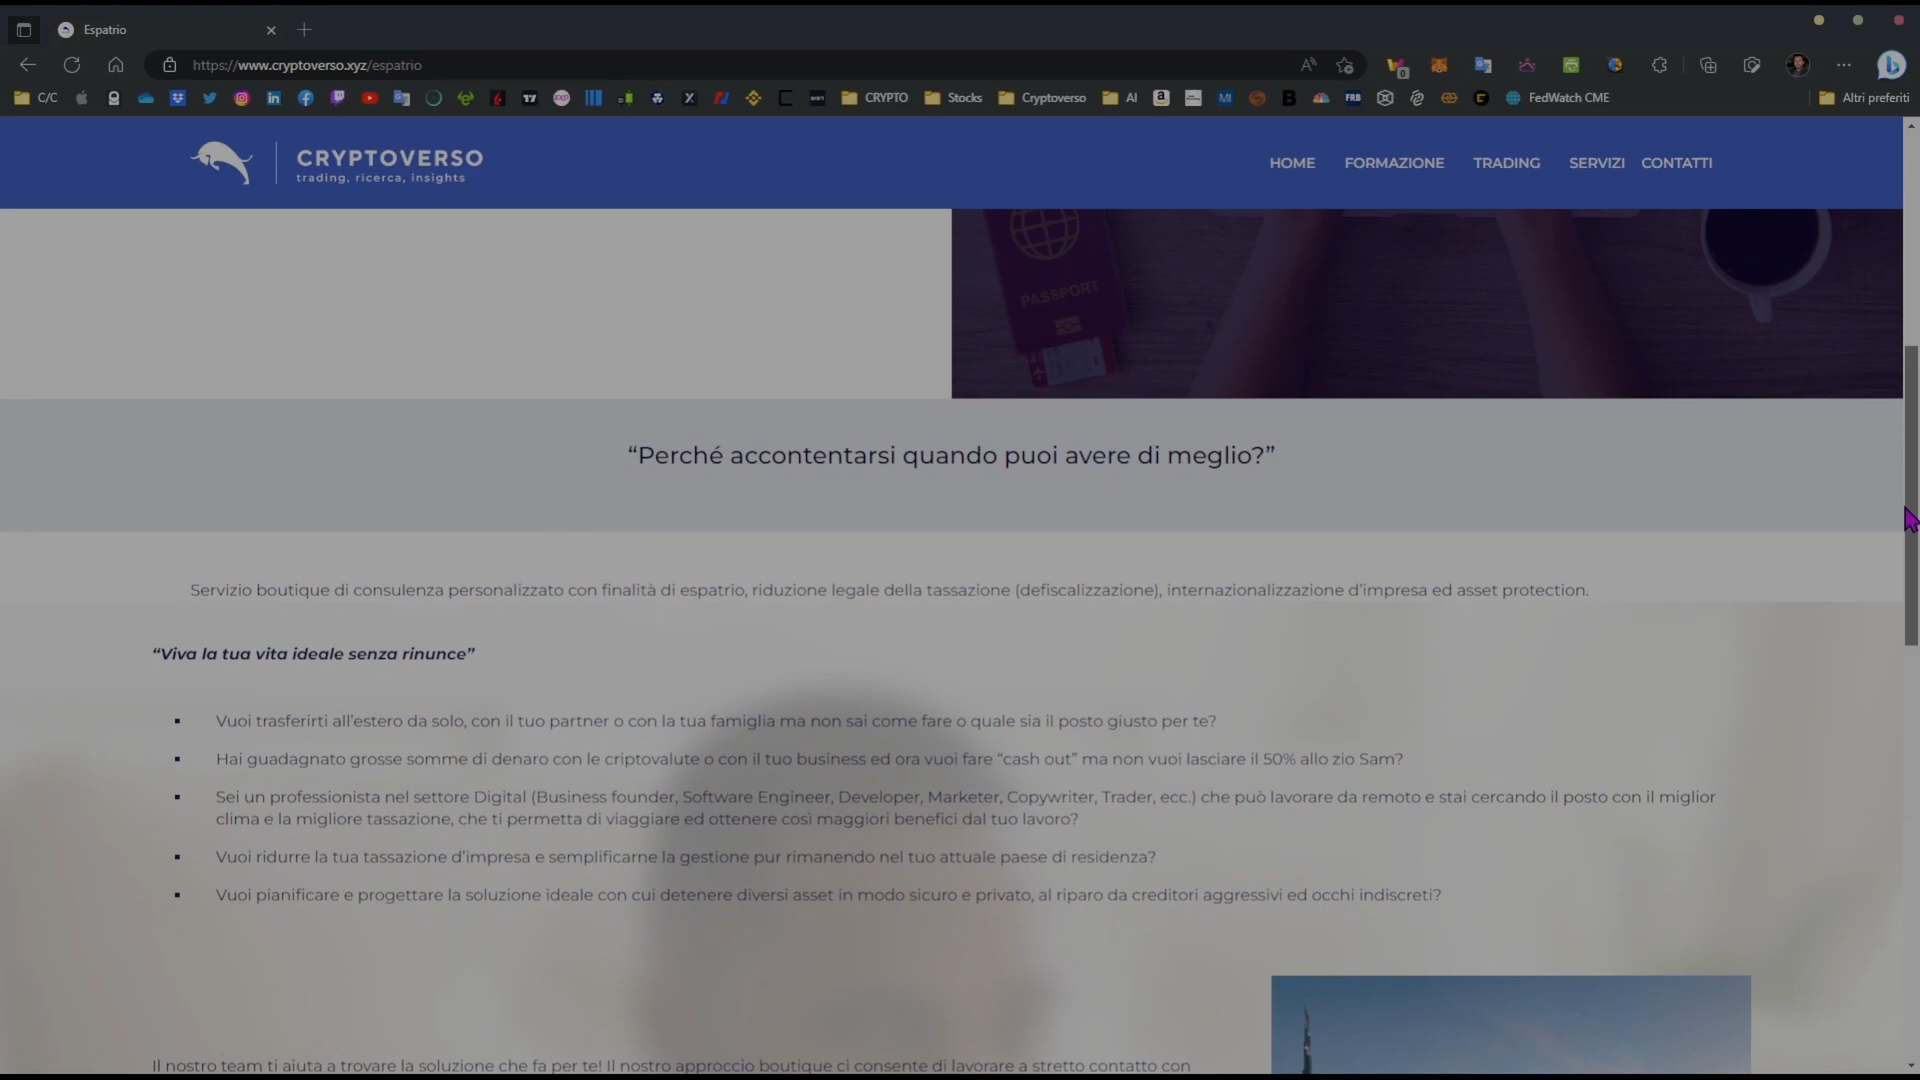 Espatrio
https://www.cryptoverso.xyz/espatrio
C/C
CRYPTO
Stocks
Cryptoverso
AI
FRB
FedWatch CME
Altri preferiti
CRYPTOVERSO
trading, ricerca, insights
HOME
FORMAZIONE
TRADING
SERVIZI
CONTATTI
PASSPORT
“Perché accontentarsi quando puoi avere di meglio?”
Servizio boutique di consulenza personalizzato con finalità di espatrio, riduzione legale della tassazione (defiscalizzazione), internazionalizzazione d’impresa ed asset protection.
“Viva la tua vita ideale senza rinunce”
Vuoi trasferirti all’estero da solo, con il tuo partner o con la tua famiglia ma non sai come fare o quale sia il posto giusto per te?
Hai guadagnato grosse somme di denaro con le criptovalute o con il tuo business ed ora vuoi fare “cash out” ma non vuoi lasciare il 50% allo zio Sam?
Sei un professionista nel settore Digital (Business founder, Software Engineer, Developer, Marketer, Copywriter, Trader, ecc.) che può lavorare da remoto e stai cercando il posto con il miglior
clima e la migliore tassazione, che ti permetta di viaggiare ed ottenere così maggiori benefici dal tuo lavoro?
Vuoi ridurre la tua tassazione d’impresa e semplificarne la gestione pur rimanendo nel tuo attuale paese di residenza?
Vuoi pianificare e progettare la soluzione ideale con cui detenere diversi asset in modo sicuro e privato, al riparo da creditori aggressivi ed occhi indiscreti?
Il nostro team ti aiuta a trovare la soluzione che fa per te! Il nostro approccio boutique ci consente di lavorare a stretto contatto con